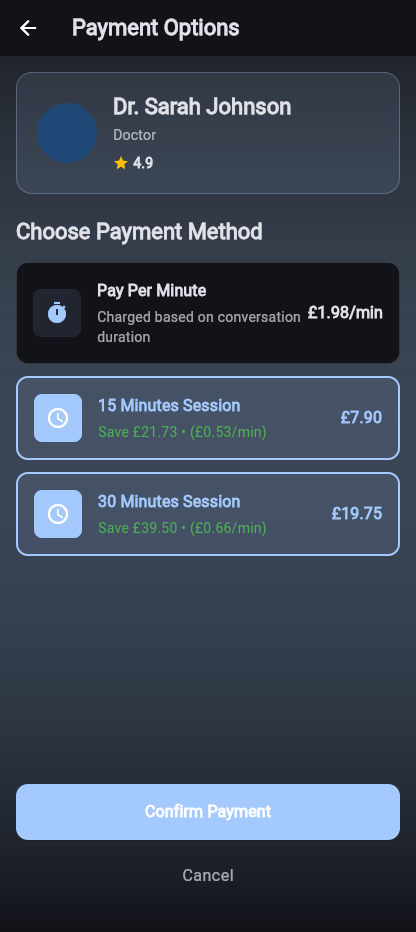 Payment Options
Dr. Sarah Johnson
Doctor
4.9
Choose Payment Method
Pay Per Minute
Charged based on conversation duration
£1.98/min
15 Minutes Session
Save £21.73 • (£0.53/min)
£7.90
30 Minutes Session
Save £39.50 • (£0.66/min)
£19.75
Confirm Payment
Cancel